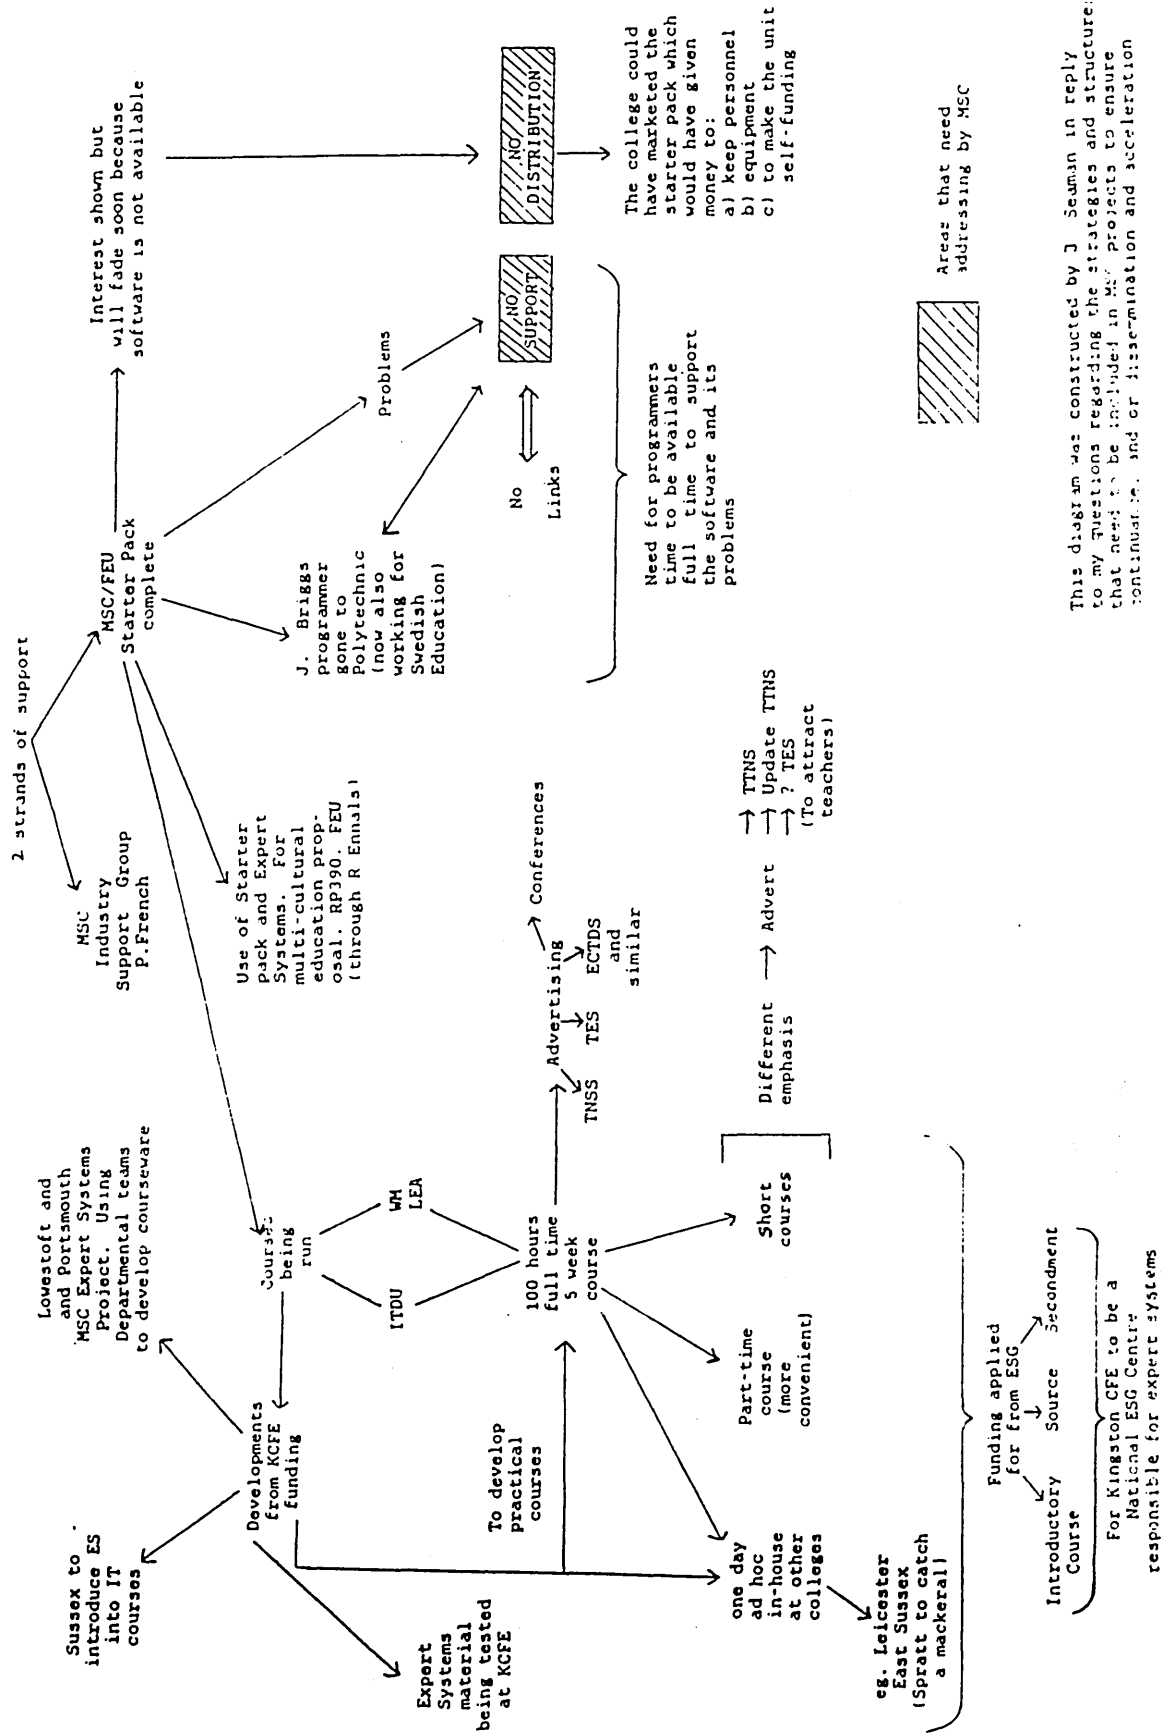 2 strands of support
MSC
Industry
Support Group
P.French
MSC/FEU
Starter Pack
complete
Interest shown but
will fade soon because
software is not available
Sussex to
introduce ES
into IT
courses
Lowestoft and
and Portsmouth
MSC Expert Systems
Project. Using
Departmental teams
to develop courseware
Use of Starter
pack and Expert
Systems. For
multi-cultural
education prop-
osal. RP390. FEU
(through R Ennals)
J. Briggs
programmer
gone to
Polytechnic
(now also
working for
Swedish
Education)
Problems
Developments
from KCFE
funding
Courses
being
run
ITDU
WM
LEA
Expert
Systems
material
being tested
at KCFE
To develop
practical
courses
100 hours
full time
5 week
course
Advertising
Conferences
TNSS
TES
ECTDS
and
similar
No
Links
NO
SUPPORT
NO
DISTRIBUTION
Need for programmers
time to be available
full time to support
the software and its
problems
The college could
have marketed the
starter pack which
would have given
money to:
a) keep personnel
b) equipment
c) to make the unit
self-funding
one day
ad hoc
in-house
at other
colleges
Part-time
course
(more
convenient)
Short
courses
Different
emphasis
Advert
TTNS
Update TTNS
? TES
(To attract
teachers)
eg. Leicester
East Sussex
(Spratt to catch
a mackerall)
Areas that need
addressing by MSC
Funding applied
for from ESG
Introductory
Course
Source
Secondment
For Kingston CFE to be a
National ESG Centre
responsible for expert systems
This diagram was constructed by J Seaman in reply
to my questions regarding the strategies and structures
that need to be included in MSC projects to ensure
continuance, and or dissemination and acceleration